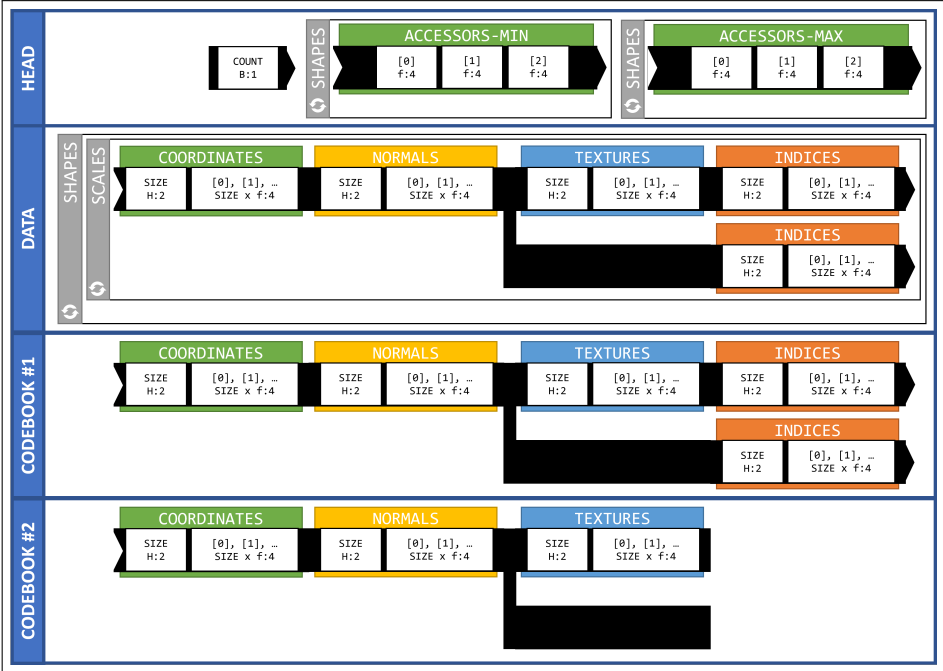 HEAD
COUNT
B:1
SHAPES
ACCESSORS-MIN
[0]
f:4
[1]
f:4
[2]
f:4
SHAPES
ACCESSORS-MAX
[0]
f:4
[1]
f:4
[2]
f:4
DATA
SHAPES
SCALES
COORDINATES
SIZE
H:2
[0], [1], …
SIZE x f:4
NORMALS
SIZE
H:2
[0], [1], …
SIZE x f:4
TEXTURES
SIZE
H:2
[0], [1], …
SIZE x f:4
INDICES
SIZE
H:2
[0], [1], …
SIZE x f:4
INDICES
SIZE
H:2
[0], [1], …
SIZE x f:4
CODEBOOK #1
COORDINATES
SIZE
H:2
[0], [1], …
SIZE x f:4
NORMALS
SIZE
H:2
[0], [1], …
SIZE x f:4
TEXTURES
SIZE
H:2
[0], [1], …
SIZE x f:4
INDICES
SIZE
H:2
[0], [1], …
SIZE x f:4
INDICES
SIZE
H:2
[0], [1], …
SIZE x f:4
CODEBOOK #2
COORDINATES
SIZE
H:2
[0], [1], …
SIZE x f:4
NORMALS
SIZE
H:2
[0], [1], …
SIZE x f:4
TEXTURES
SIZE
H:2
[0], [1], …
SIZE x f:4